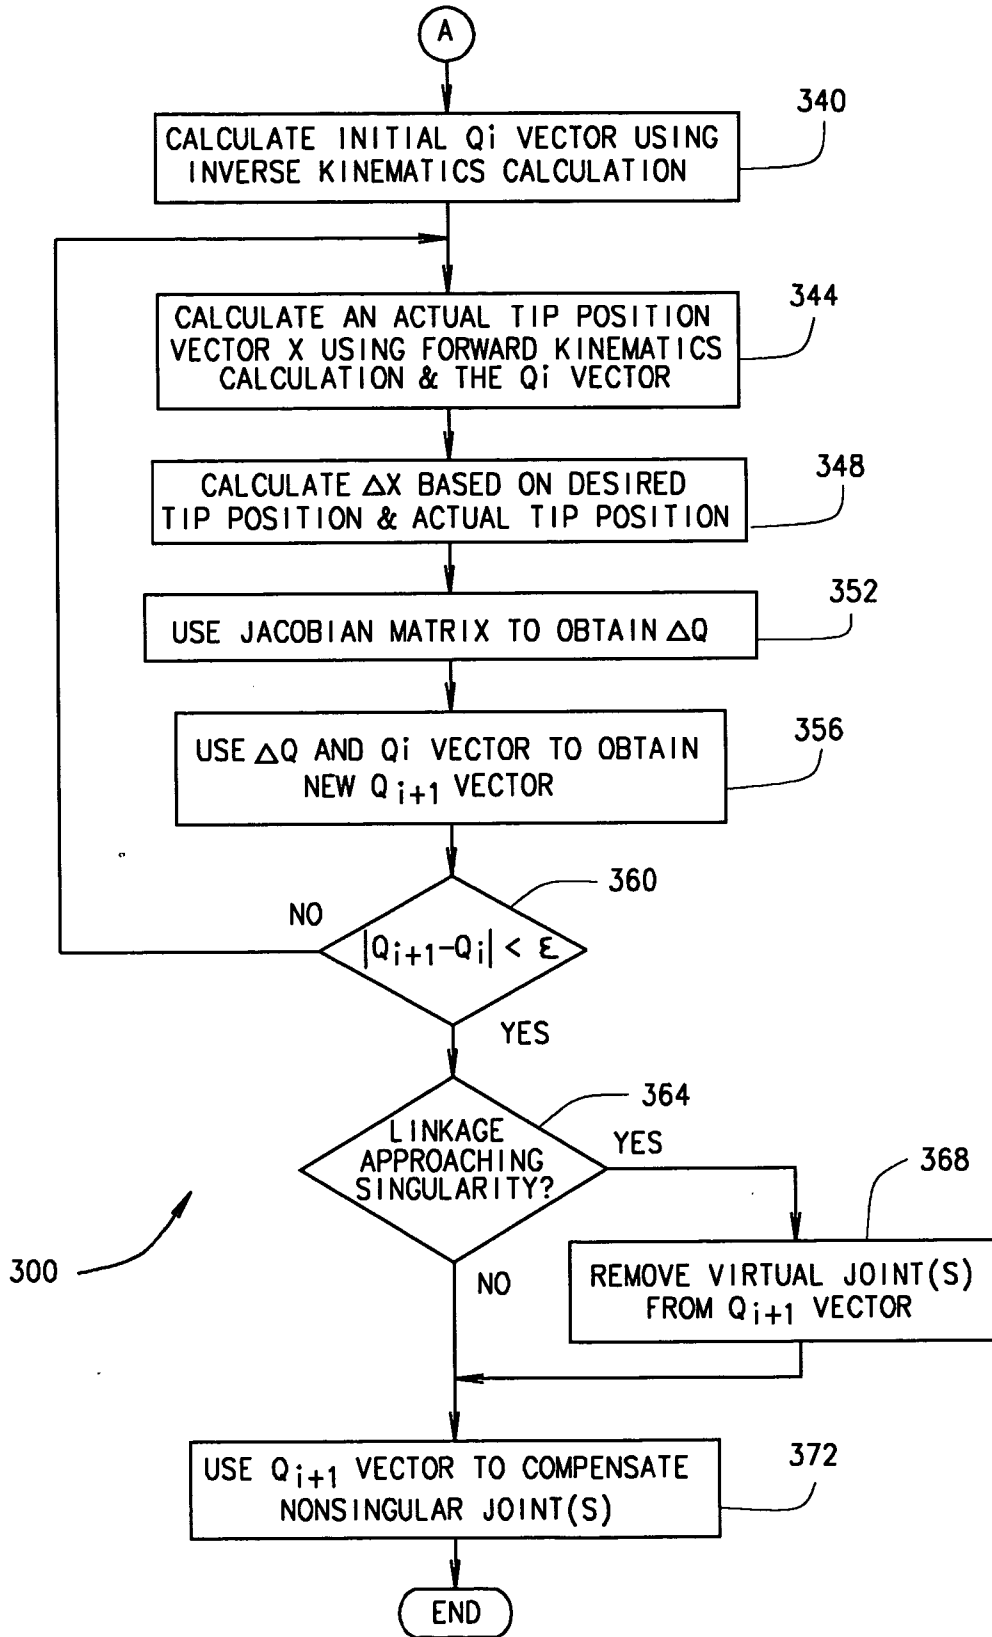 A
340
CALCULATE INITIAL Qi VECTOR USING
INVERSE KINEMATICS CALCULATION
344
CALCULATE AN ACTUAL TIP POSITION
VECTOR X USING FORWARD KINEMATICS
CALCULATION & THE Qi VECTOR
348
CALCULATE ΔX BASED ON DESIRED
TIP POSITION & ACTUAL TIP POSITION
352
USE JACOBIAN MATRIX TO OBTAIN ΔQ
356
USE ΔQ AND Qi VECTOR TO OBTAIN
NEW Qi+1 VECTOR
360
NO
|Qi+1-Qi| < ε
YES
364
LINKAGE
APPROACHING
SINGULARITY?
YES
368
300
NO
REMOVE VIRTUAL JOINT(S)
FROM Qi+1 VECTOR
372
USE Qi+1 VECTOR TO COMPENSATE
NONSINGULAR JOINT(S)
END